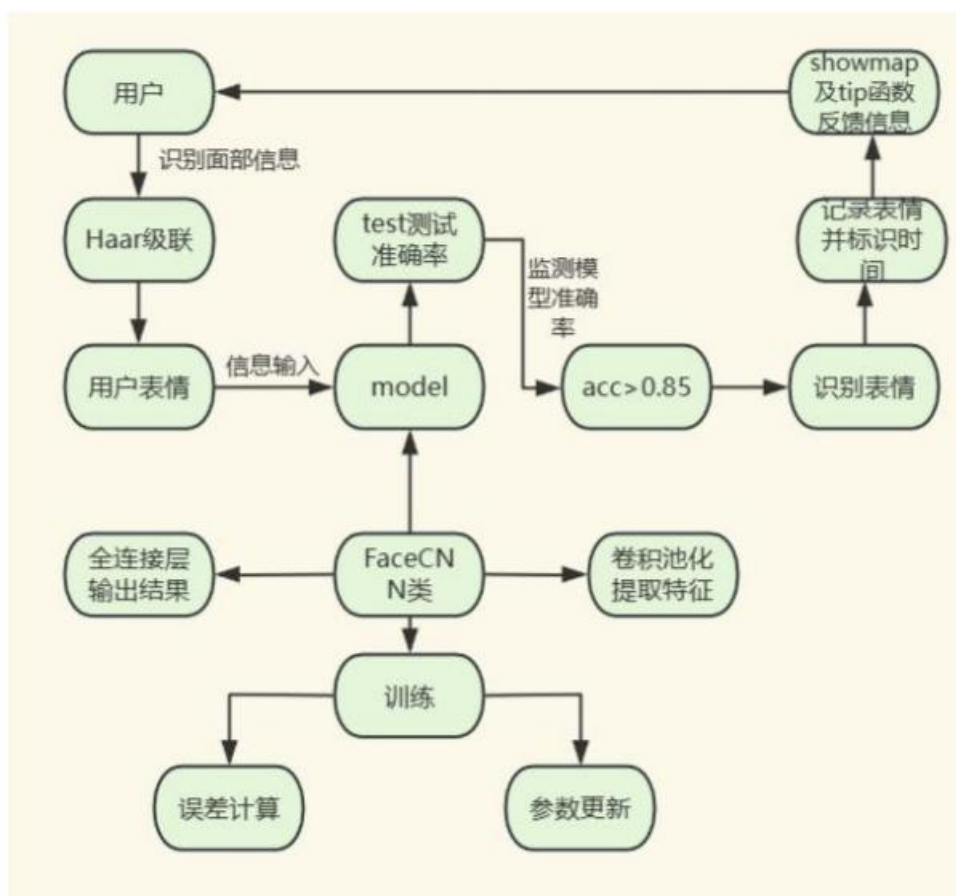 用户
showmap
及tip函数
反馈信息
识别面部信息
Haar级联
test测试
准确率
监测模
型准确
率
记录表情
并标识时
间
用户表情
信息输入
model
acc>0.85
识别表情
全连接层
输出结果
FaceCN
N类
卷积池化
提取特征
训练
误差计算
参数更新